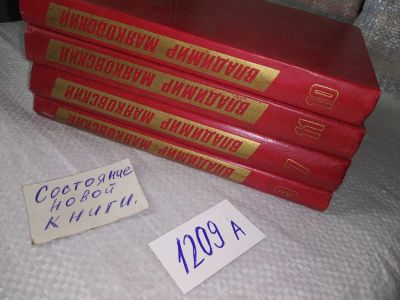 ВЛАДИМИР
МАЯКОВСКИЙ
10
ВЛАДИМИР
МАЯКОВСКИЙ
11
ВЛАДИМИР
МАЯКОВСКИЙ
7
ВЛАДИМИР
МАЯКОВСКИЙ
Состояние
новой
книги.
1209 А